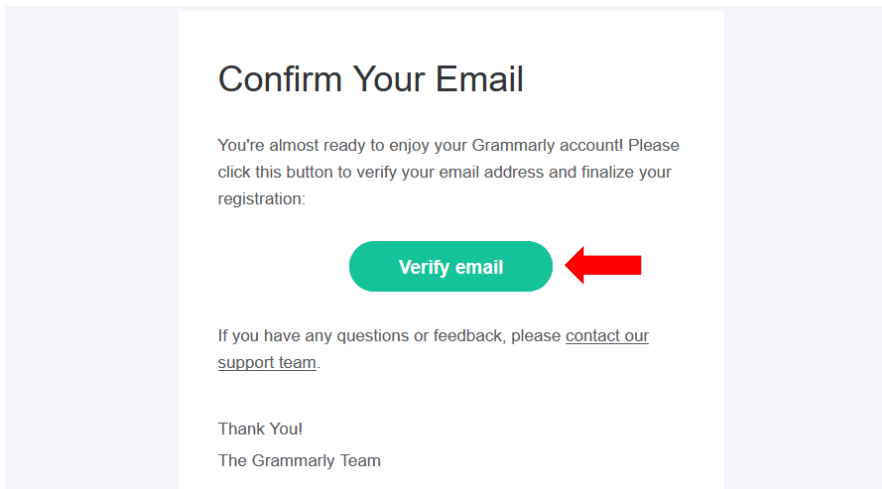 Confirm Your Email
You're almost ready to enjoy your Grammarly account! Please
click this button to verify your email address and finalize your
registration:
Verify email
If you have any questions or feedback, please contact our
support team.
Thank You!
The Grammarly Team